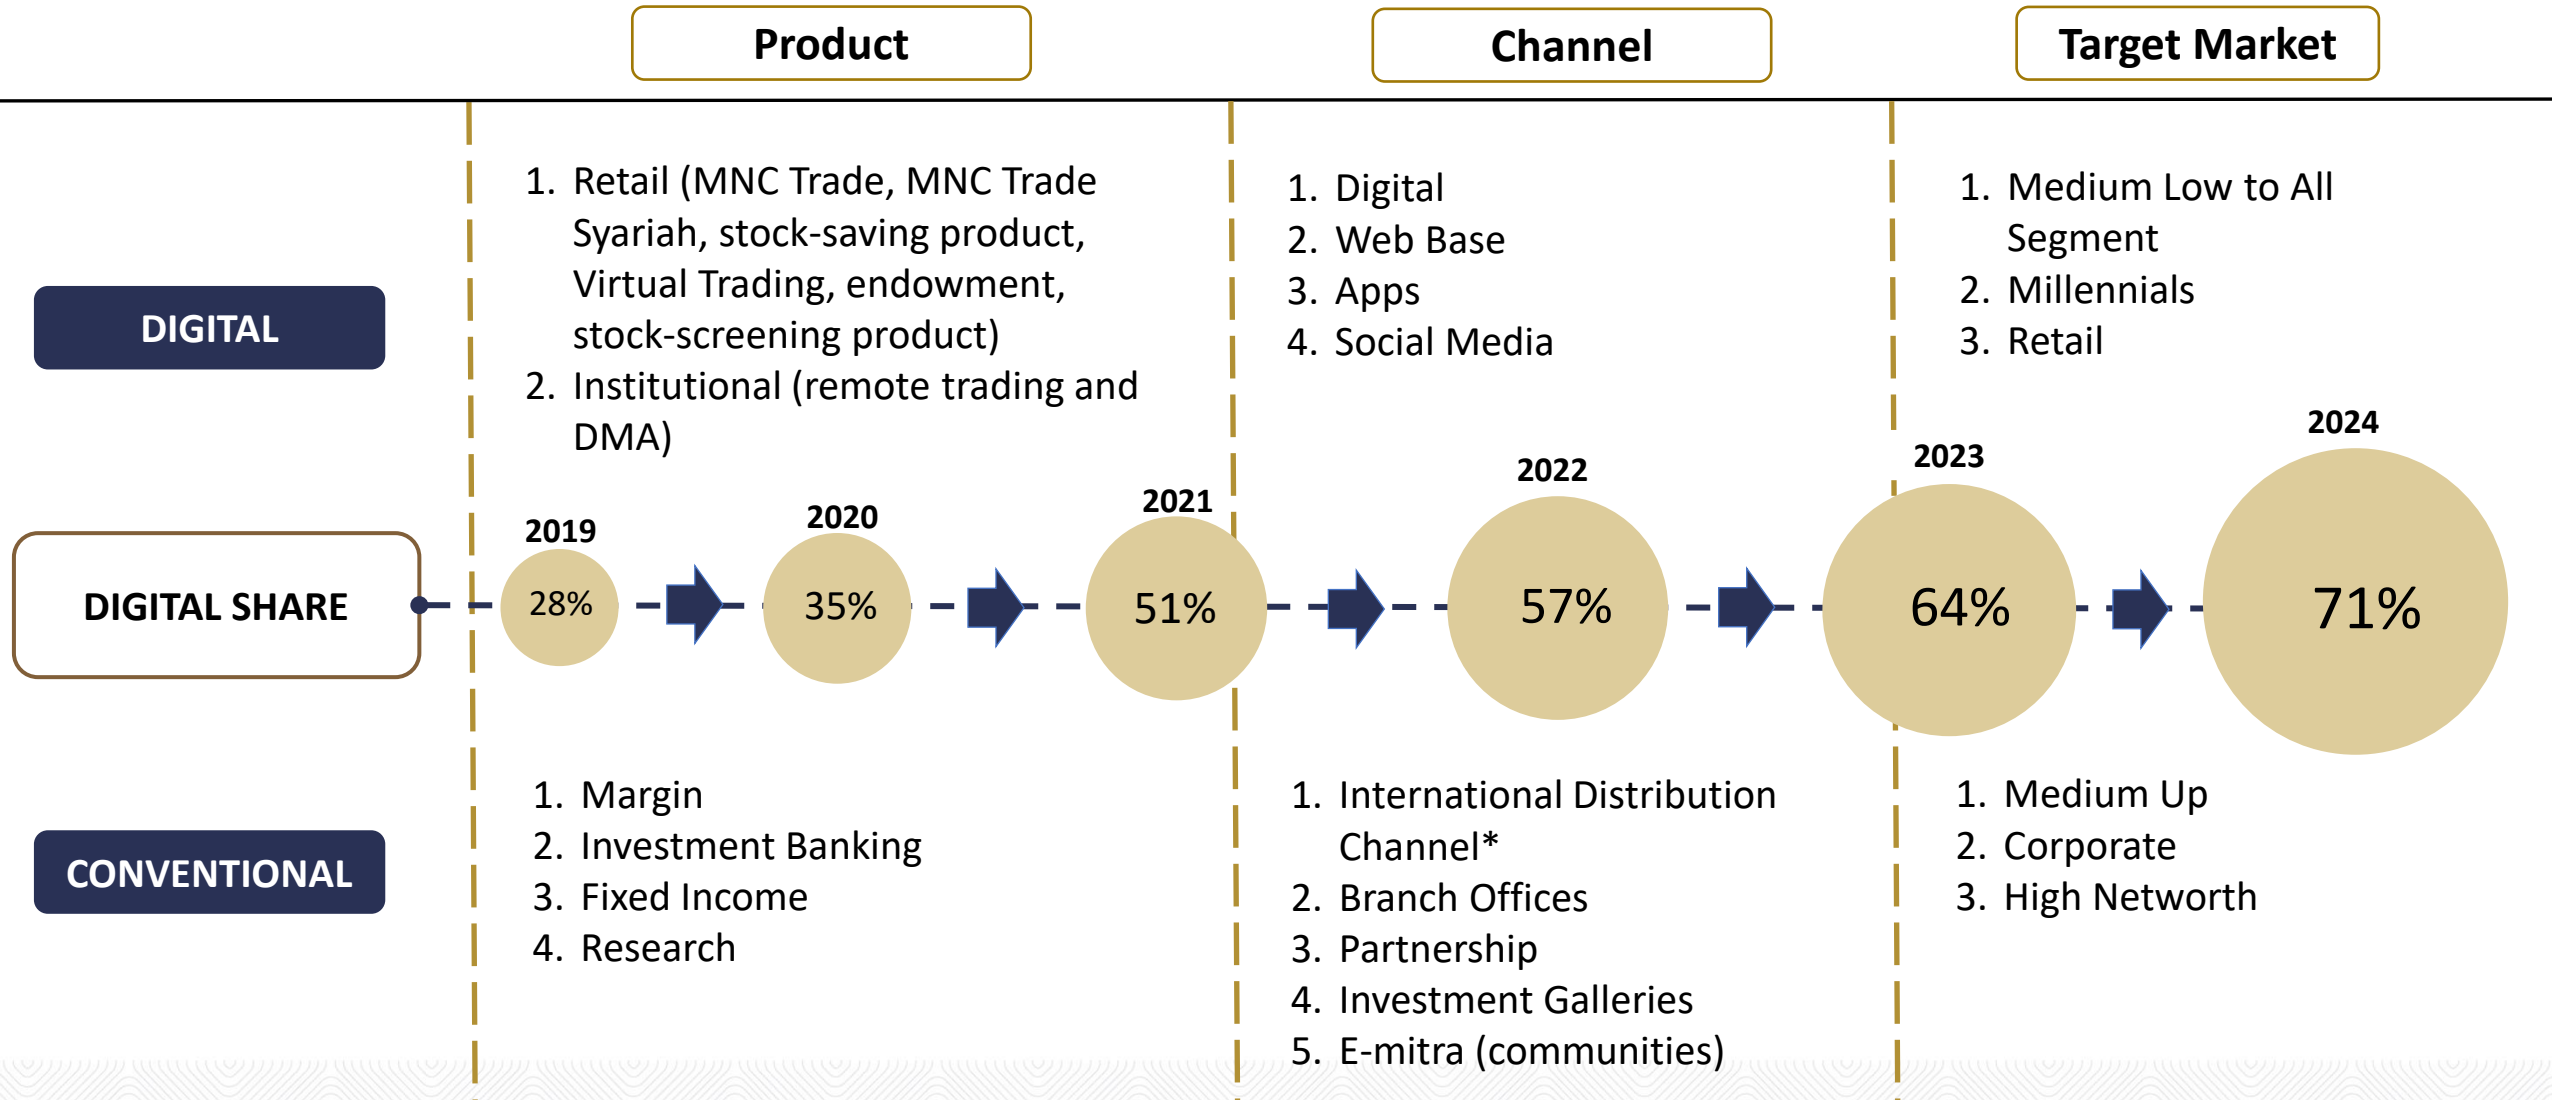 Product
Channel
Target Market
DIGITAL
1. Retail (MNC Trade, MNC Trade
Syariah, stock-saving product,
Virtual Trading, endowment,
stock-screening product)
2. Institutional (remote trading and
DMA)
1. Digital
2. Web Base
3. Apps
4. Social Media
1. Medium Low to All
Segment
2. Millennials
3. Retail
DIGITAL SHARE
2019
28%
2020
35%
2021
51%
2022
57%
2023
64%
2024
71%
CONVENTIONAL
1. Margin
2. Investment Banking
3. Fixed Income
4. Research
1. International Distribution
Channel*
2. Branch Offices
3. Partnership
4. Investment Galleries
5. E-mitra (communities)
1. Medium Up
2. Corporate
3. High Networth